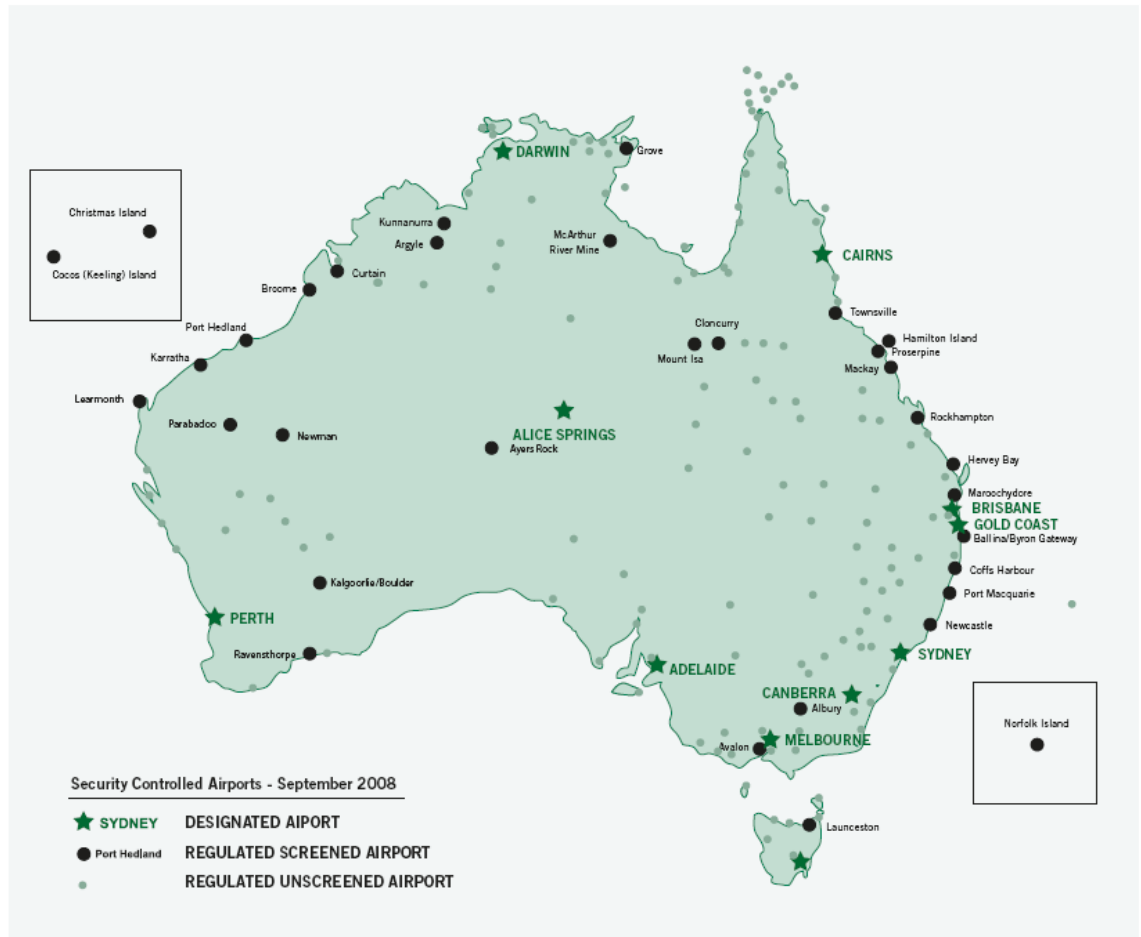 DARWIN
Grove
Christmas Island
Cocos (Keeling) Island
Kunnanurra
Argyle
McArthur
River Mine
CAIRNS
Curtain
Broome
Port Hedland
Townsville
Cloncurry
Hamilton Island
Proserpine
Mount Isa
Karratha
Mackay
Learmonth
Parabadoo
Newman
ALICE SPRINGS
Ayers Rock
Rockhampton
Hervey Bay
Maroochydore
BRISBANE
GOLD COAST
Ballina/Byron Gateway
Kalgoorlie/Boulder
Coffs Harbour
Port Macquarie
PERTH
Newcastle
Ravensthorpe
SYDNEY
ADELAIDE
CANBERRA
Albury
Norfolk Island
MELBOURNE
Avalon
Launceston
Security Controlled Airports - September 2008
SYDNEY DESIGNATED AIPORT
Port Hedland REGULATED SCREENED AIRPORT
REGULATED UNSCREENED AIRPORT